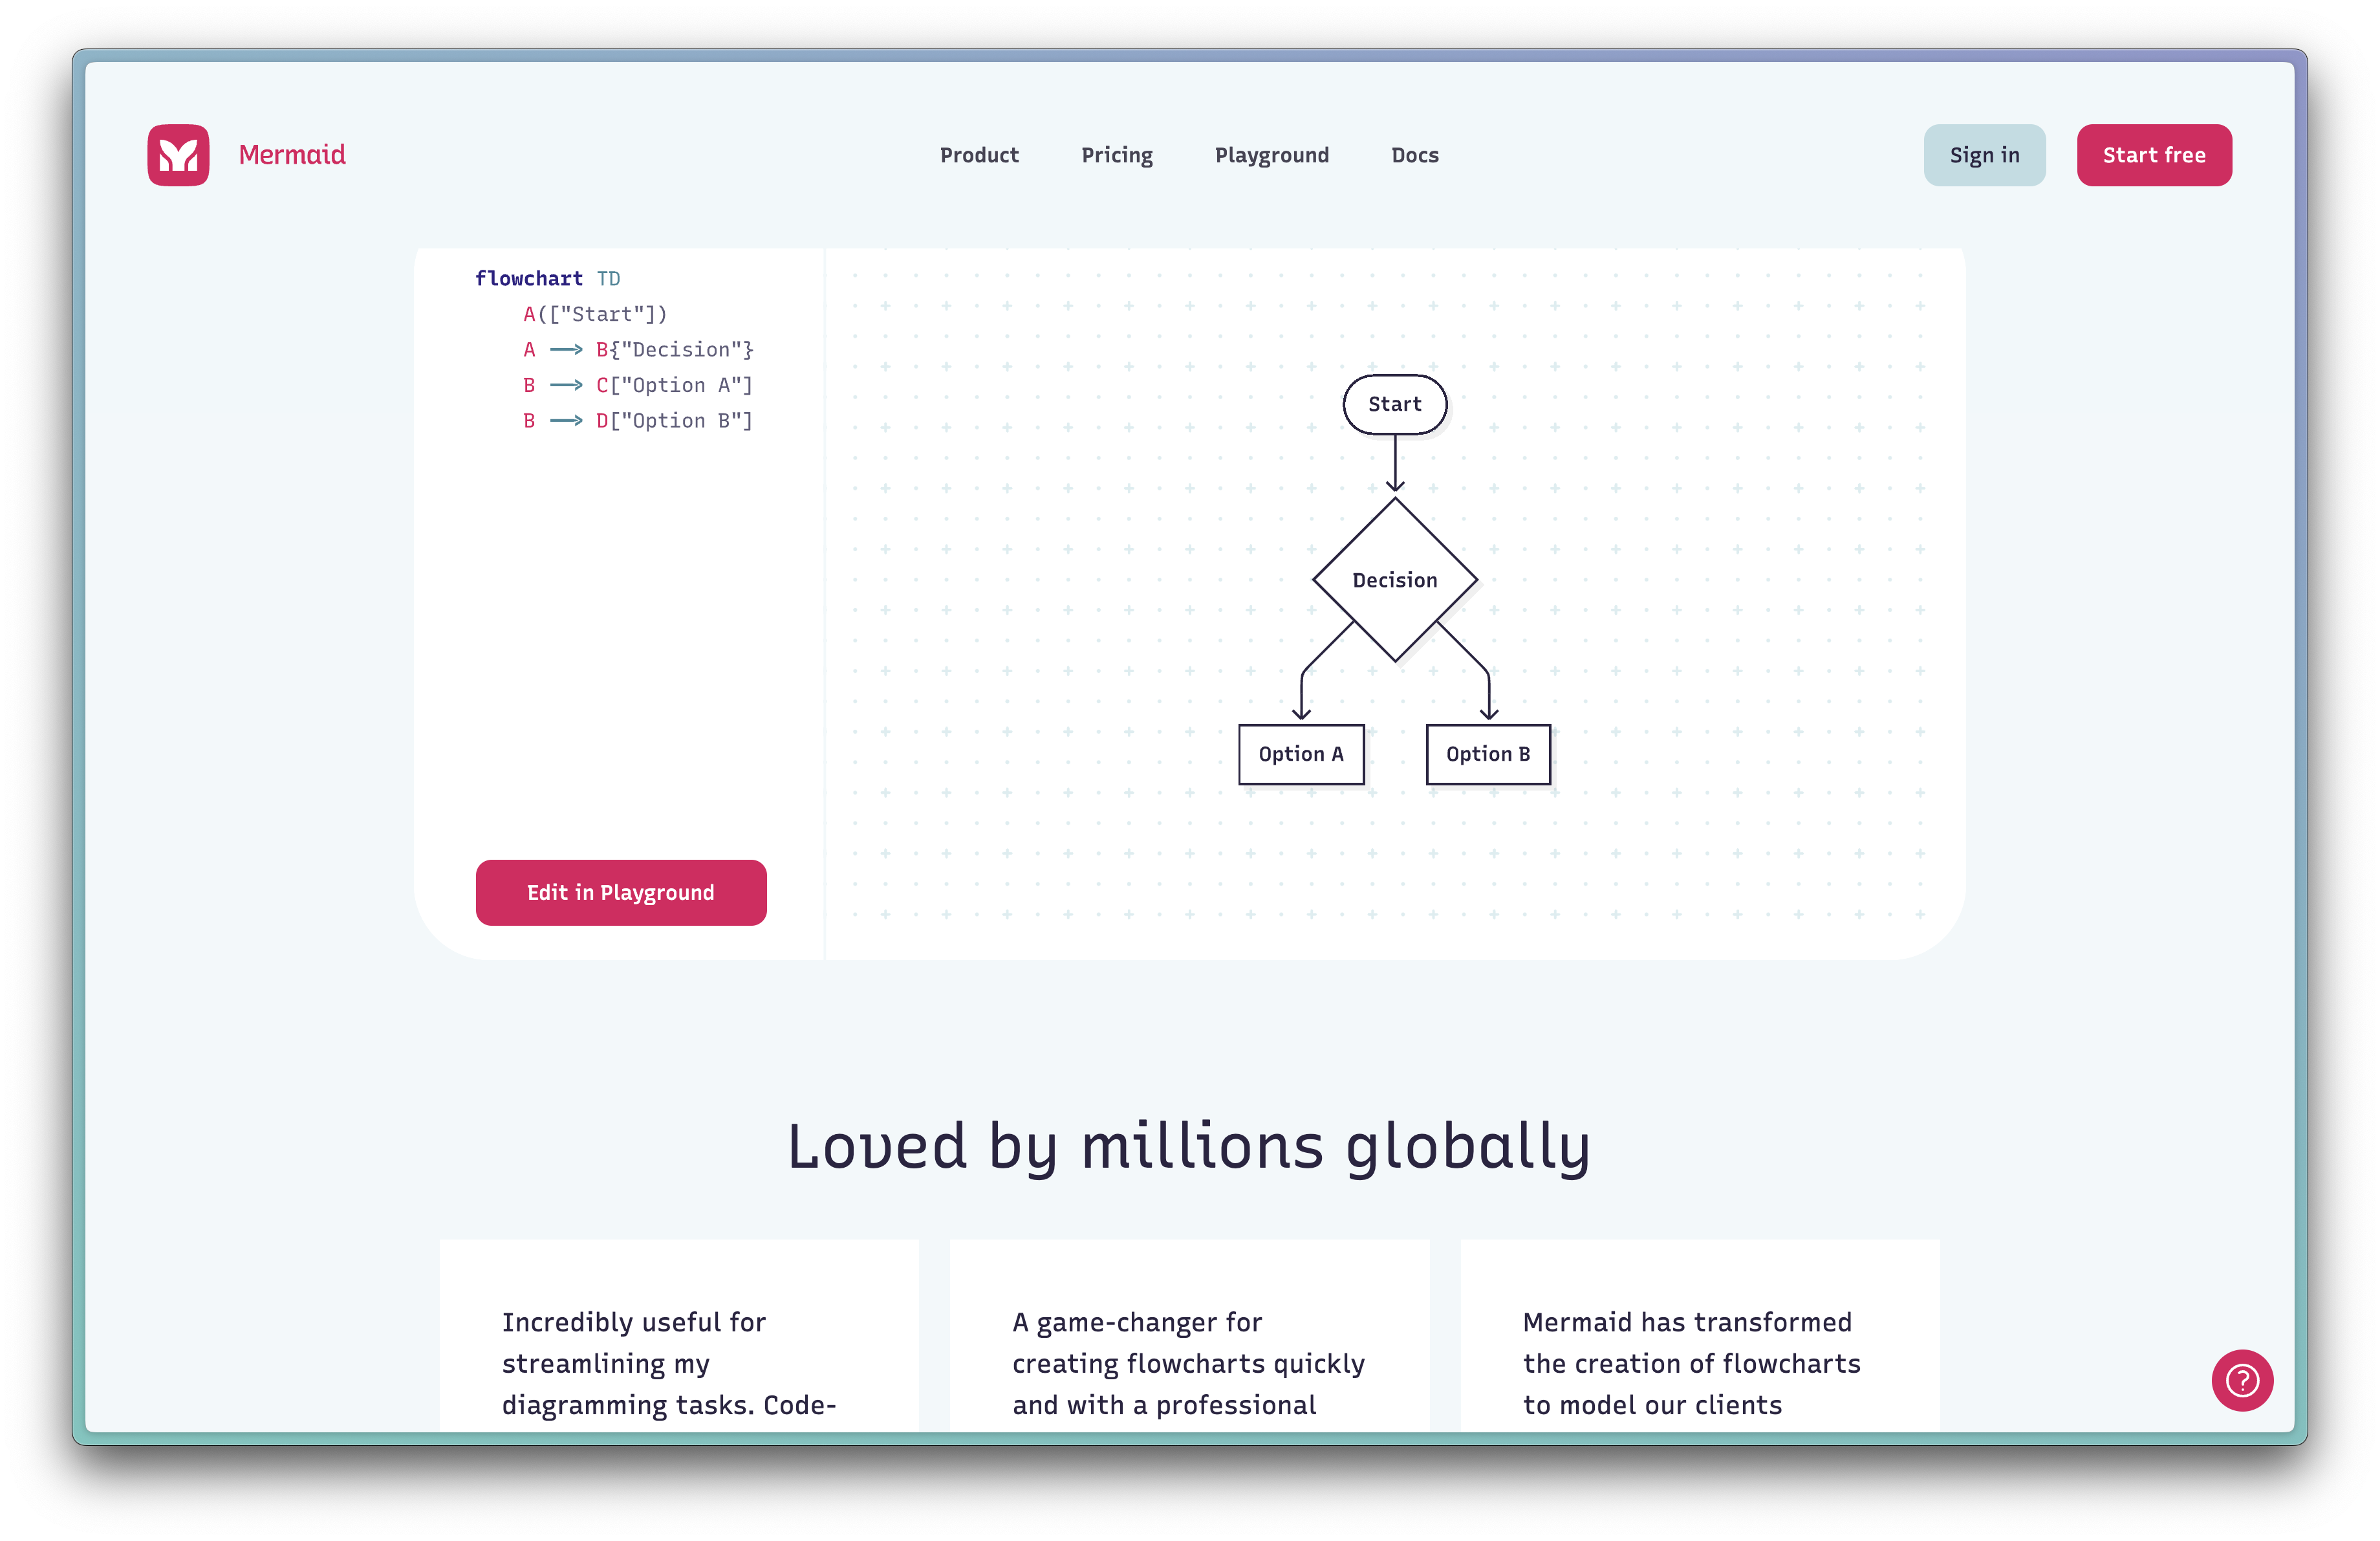 Mermaid
Product
Pricing
Playground
Docs
Sign in
Start free
flowchart TD
A(["Start"])
A --> B{"Decision"}
B --> C["Option A"]
B --> D["Option B"]
Edit in Playground
Start
Decision
Option A
Option B
Loved by millions globally
Incredibly useful for
streamlining my
diagramming tasks. Code-
A game-changer for
creating flowcharts quickly
and with a professional
Mermaid has transformed
the creation of flowcharts
to model our clients
?